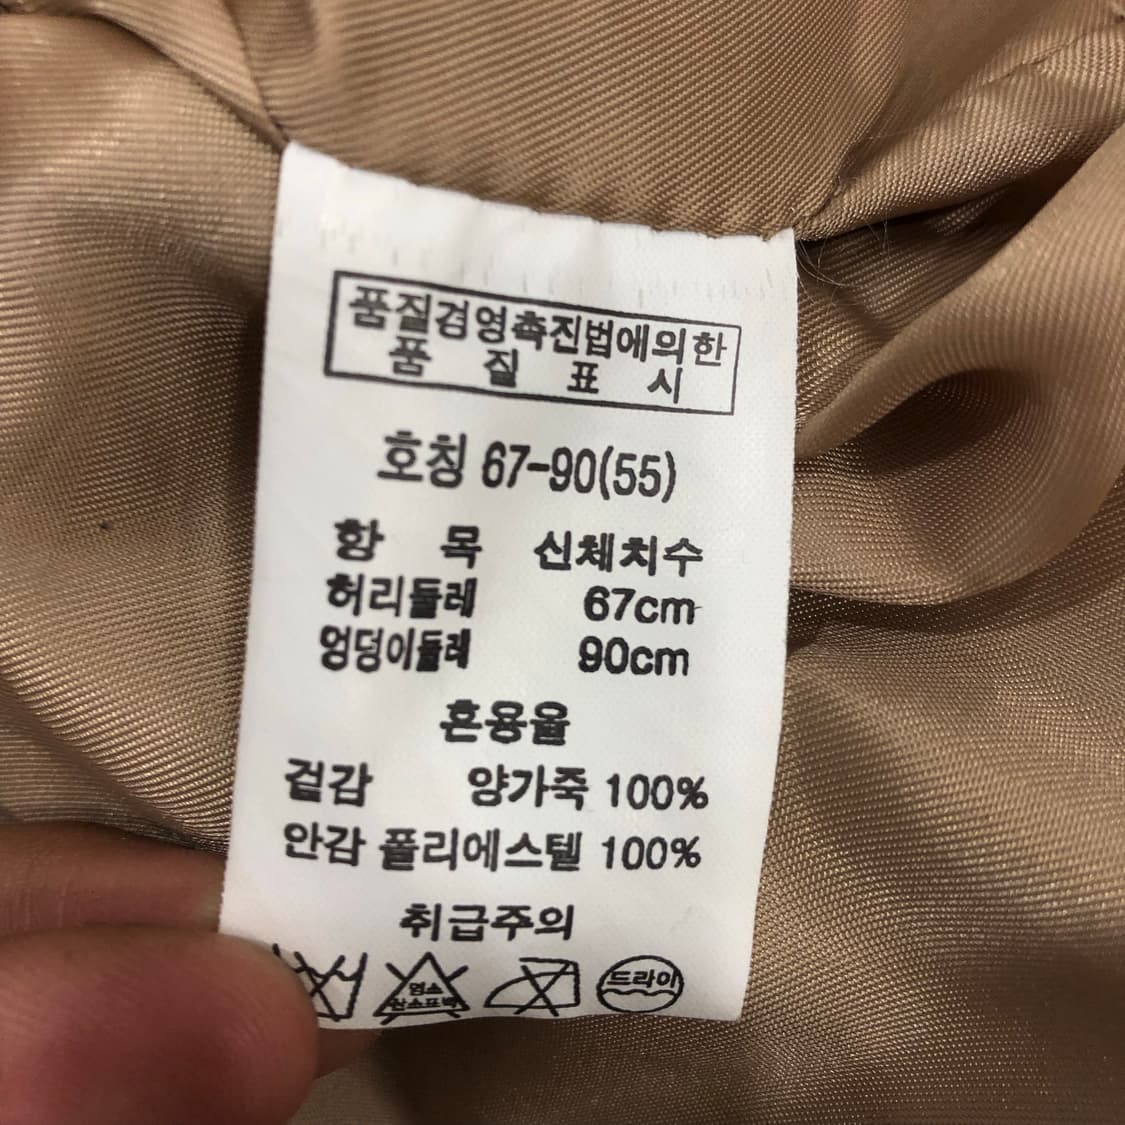 품질경영촉진법에의한
품 질 표 시
호칭 67-90(55)
항 목 신체치수
허리둘레 67cm
엉덩이둘레 90cm
혼용율
겉감 양가죽 100%
안감 폴리에스텔 100%
취급주의
염소
산소표백
드라이